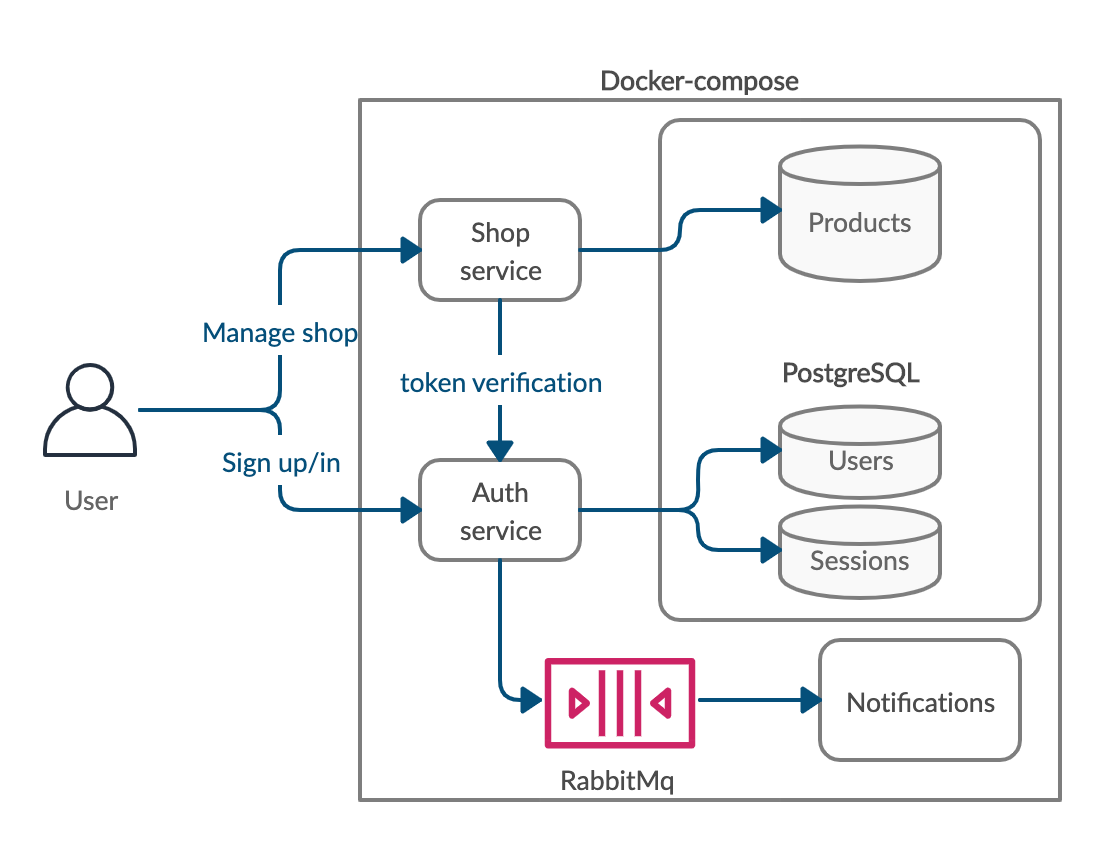 Docker-compose
Products
Shop
service
Manage shop
token verification
PostgreSQL
Users
Sign up/in
User
Auth
service
Sessions
Notifications
RabbitMq